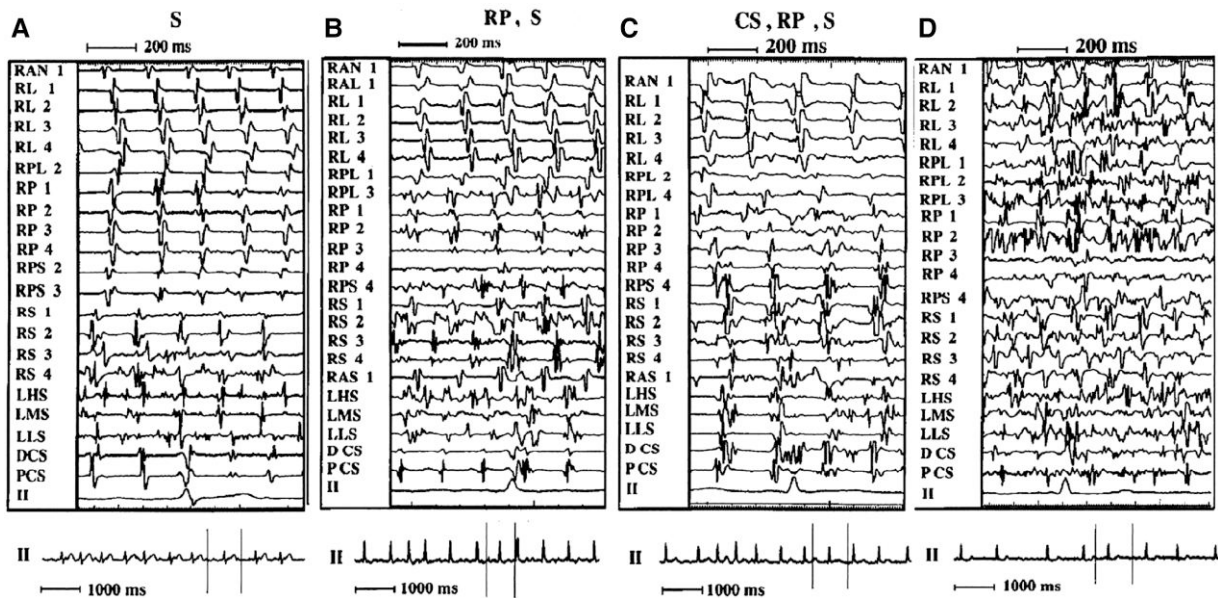 A
S
200 ms
RAN 1
RL 1
RL 2
RL 3
RL 4
RPL 2
RP 1
RP 2
RP 3
RP 4
RPS 2
RPS 3
RS 1
RS 2
RS 3
RS 4
LHS
LMS
LLS
DCS
PCS
II
II
1000 ms
B
RP, S
200 ms
RAN 1
RAL 1
RL 1
RL 2
RL 3
RL 4
RPL 1
RPL 3
RP 1
RP 2
RP 3
RP 4
RPS 4
RS 1
RS 2
RS 3
RS 4
RAS 1
LHS
LMS
LLS
DCS
PCS
II
II
1000 ms
C
CS, RP, S
200 ms
RAN 1
RL 1
RL 2
RL 3
RL 4
RPL 2
RPL 4
RP 1
RP 2
RP 3
RP 4
RPS 4
RS 1
RS 2
RS 3
RS 4
RAS 1
LHS
LMS
LLS
DCS
PCS
II
II
1000 ms
D
200 ms
RAN 1
RL 1
RL 2
RL 3
RL 4
RPL 1
RPL 2
RPL 3
RP 1
RP 2
RP 3
RP 4
RPS 4
RS 1
RS 2
RS 3
RS 4
LHS
LMS
LLS
DCS
PCS
II
II
1000 ms